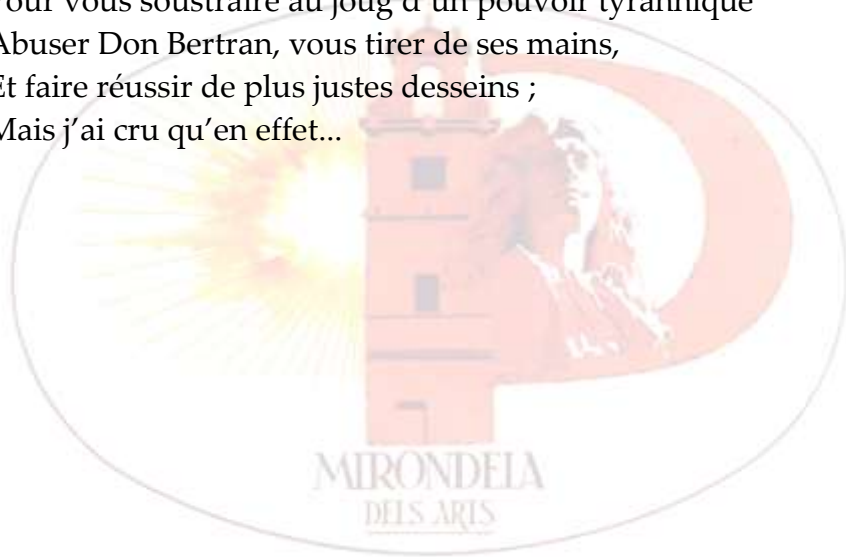 Pour vous soustraire au joug d'un pouvoir tyrannique
Abuser Don Bertran, vous tirer de ses mains,
Et faire réussir de plus justes desseins ;
Mais j'ai cru qu'en effet...
MIRONDELA
DELS ARTS